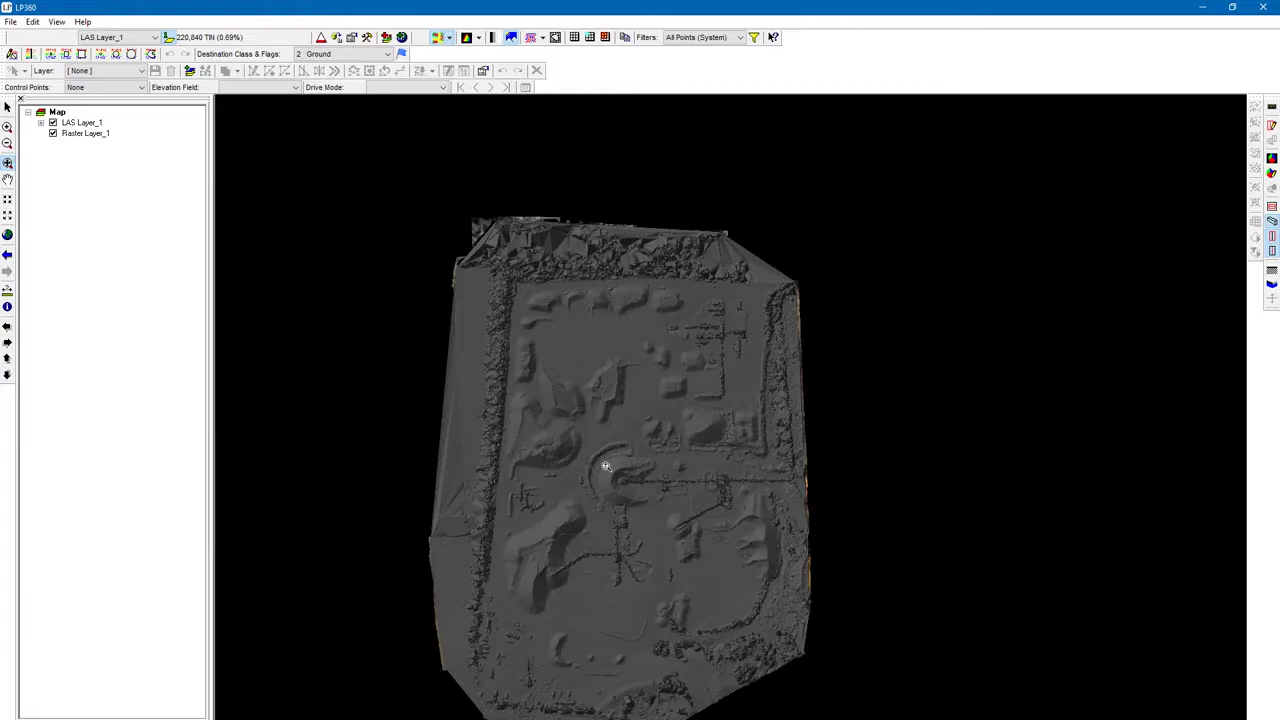 LP LP360
File Edit View Help
LAS Layer_1 220,840 TIN (0.69%) Filters: All Points (System)
Destination Class & Flags: 2 Ground
Layer: [ None ]
Control Points: None Elevation Field: Drive Mode:
Map
LAS Layer_1
Raster Layer_1